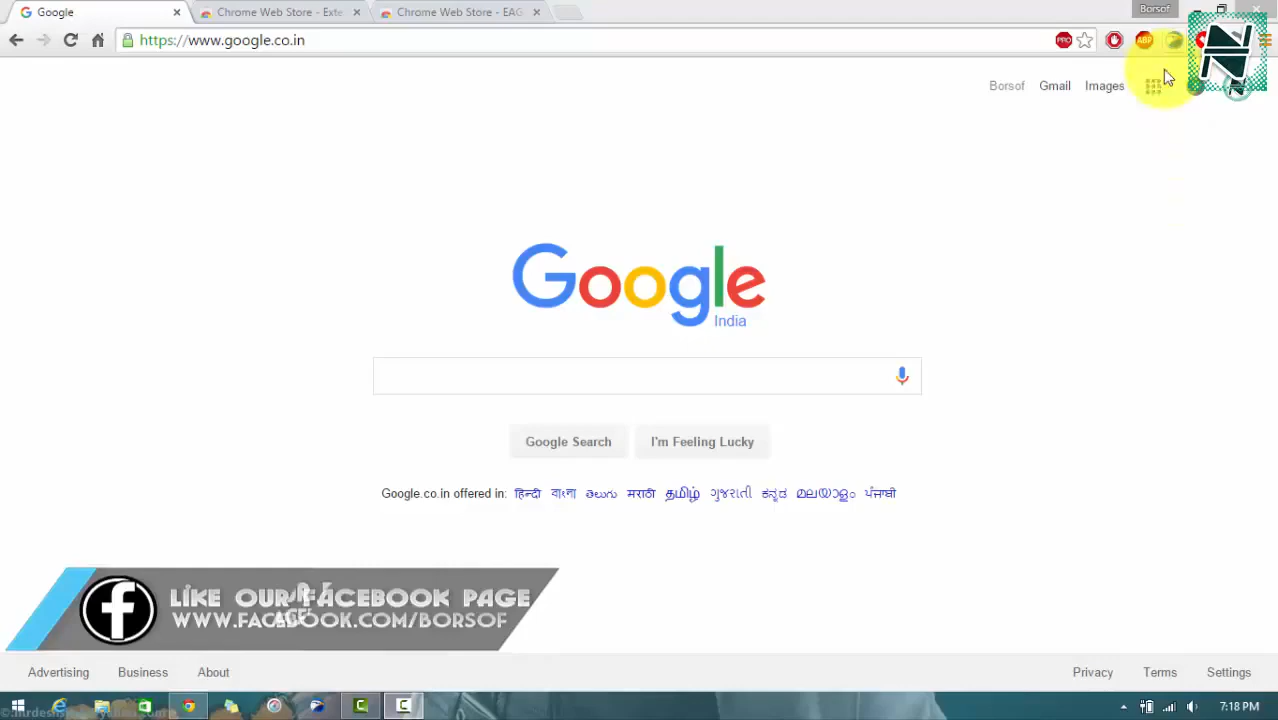 Google
Chrome Web Store - Exte
Chrome Web Store - EAG
Borsof
https://www.google.co.in
PRO
ABP
Borsof
Gmail
Images
Google
India
Google Search
I'm Feeling Lucky
Google.co.in offered in: हिन्दी বাংলা తెలుగు मराठी தமிழ் ગુજરાતી ಕನ್ನಡ മലയാളം ਪੰਜਾਬੀ
LIKE OUR FACEBOOK PAGE
WWW.FACEBOOK.COM/BORSOF
Advertising
Business
About
Privacy
Terms
Settings
7:18 PM